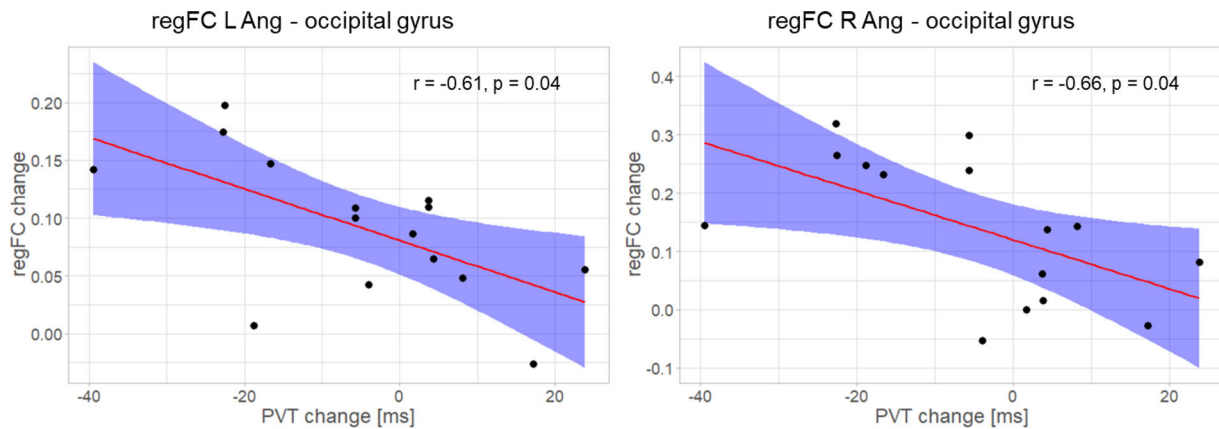 regFC L Ang - occipital gyrus
r = -0.61, p = 0.04
0.20
0.15
0.10
0.05
0.00
regFC change
-40
-20
0
20
PVT change [ms]
regFC R Ang - occipital gyrus
r = -0.66, p = 0.04
0.4
0.3
0.2
0.1
0.0
-0.1
regFC change
-40
-20
0
20
PVT change [ms]